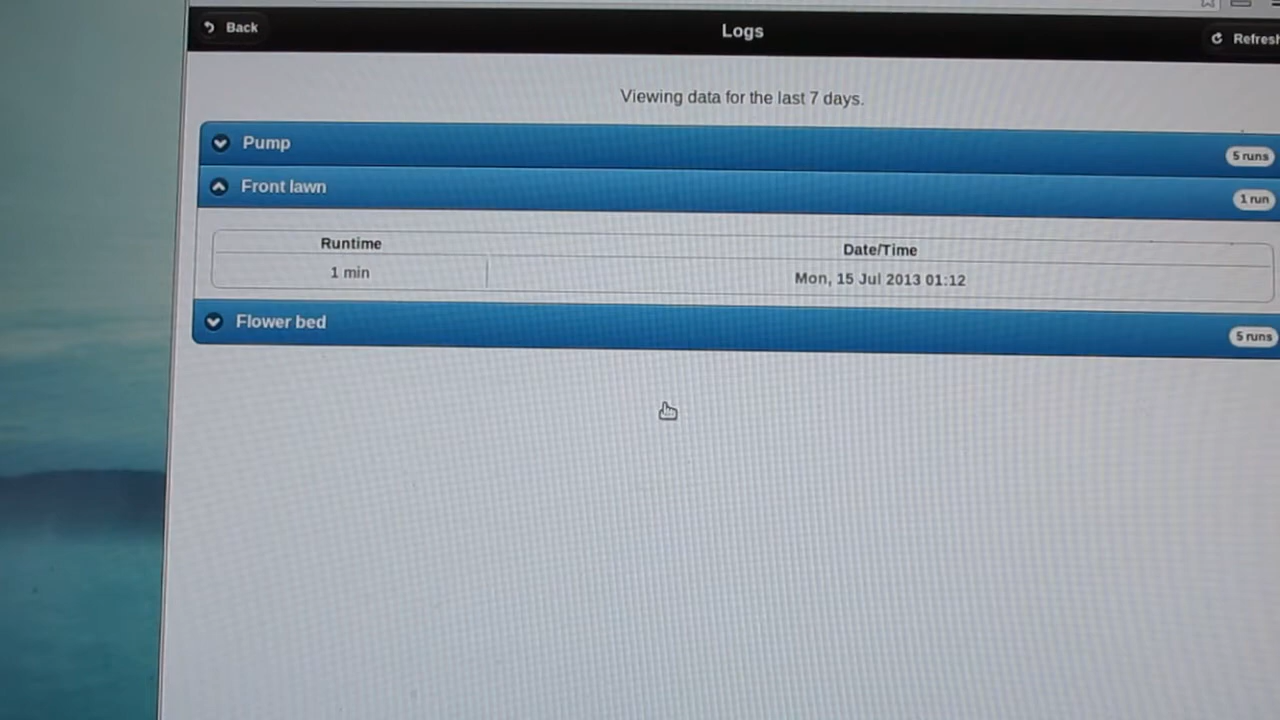 Back
Logs
Refresh
Viewing data for the last 7 days.
Pump
5 runs
Front lawn
1 run
Runtime
Date/Time
1 min
Mon, 15 Jul 2013 01:12
Flower bed
5 runs